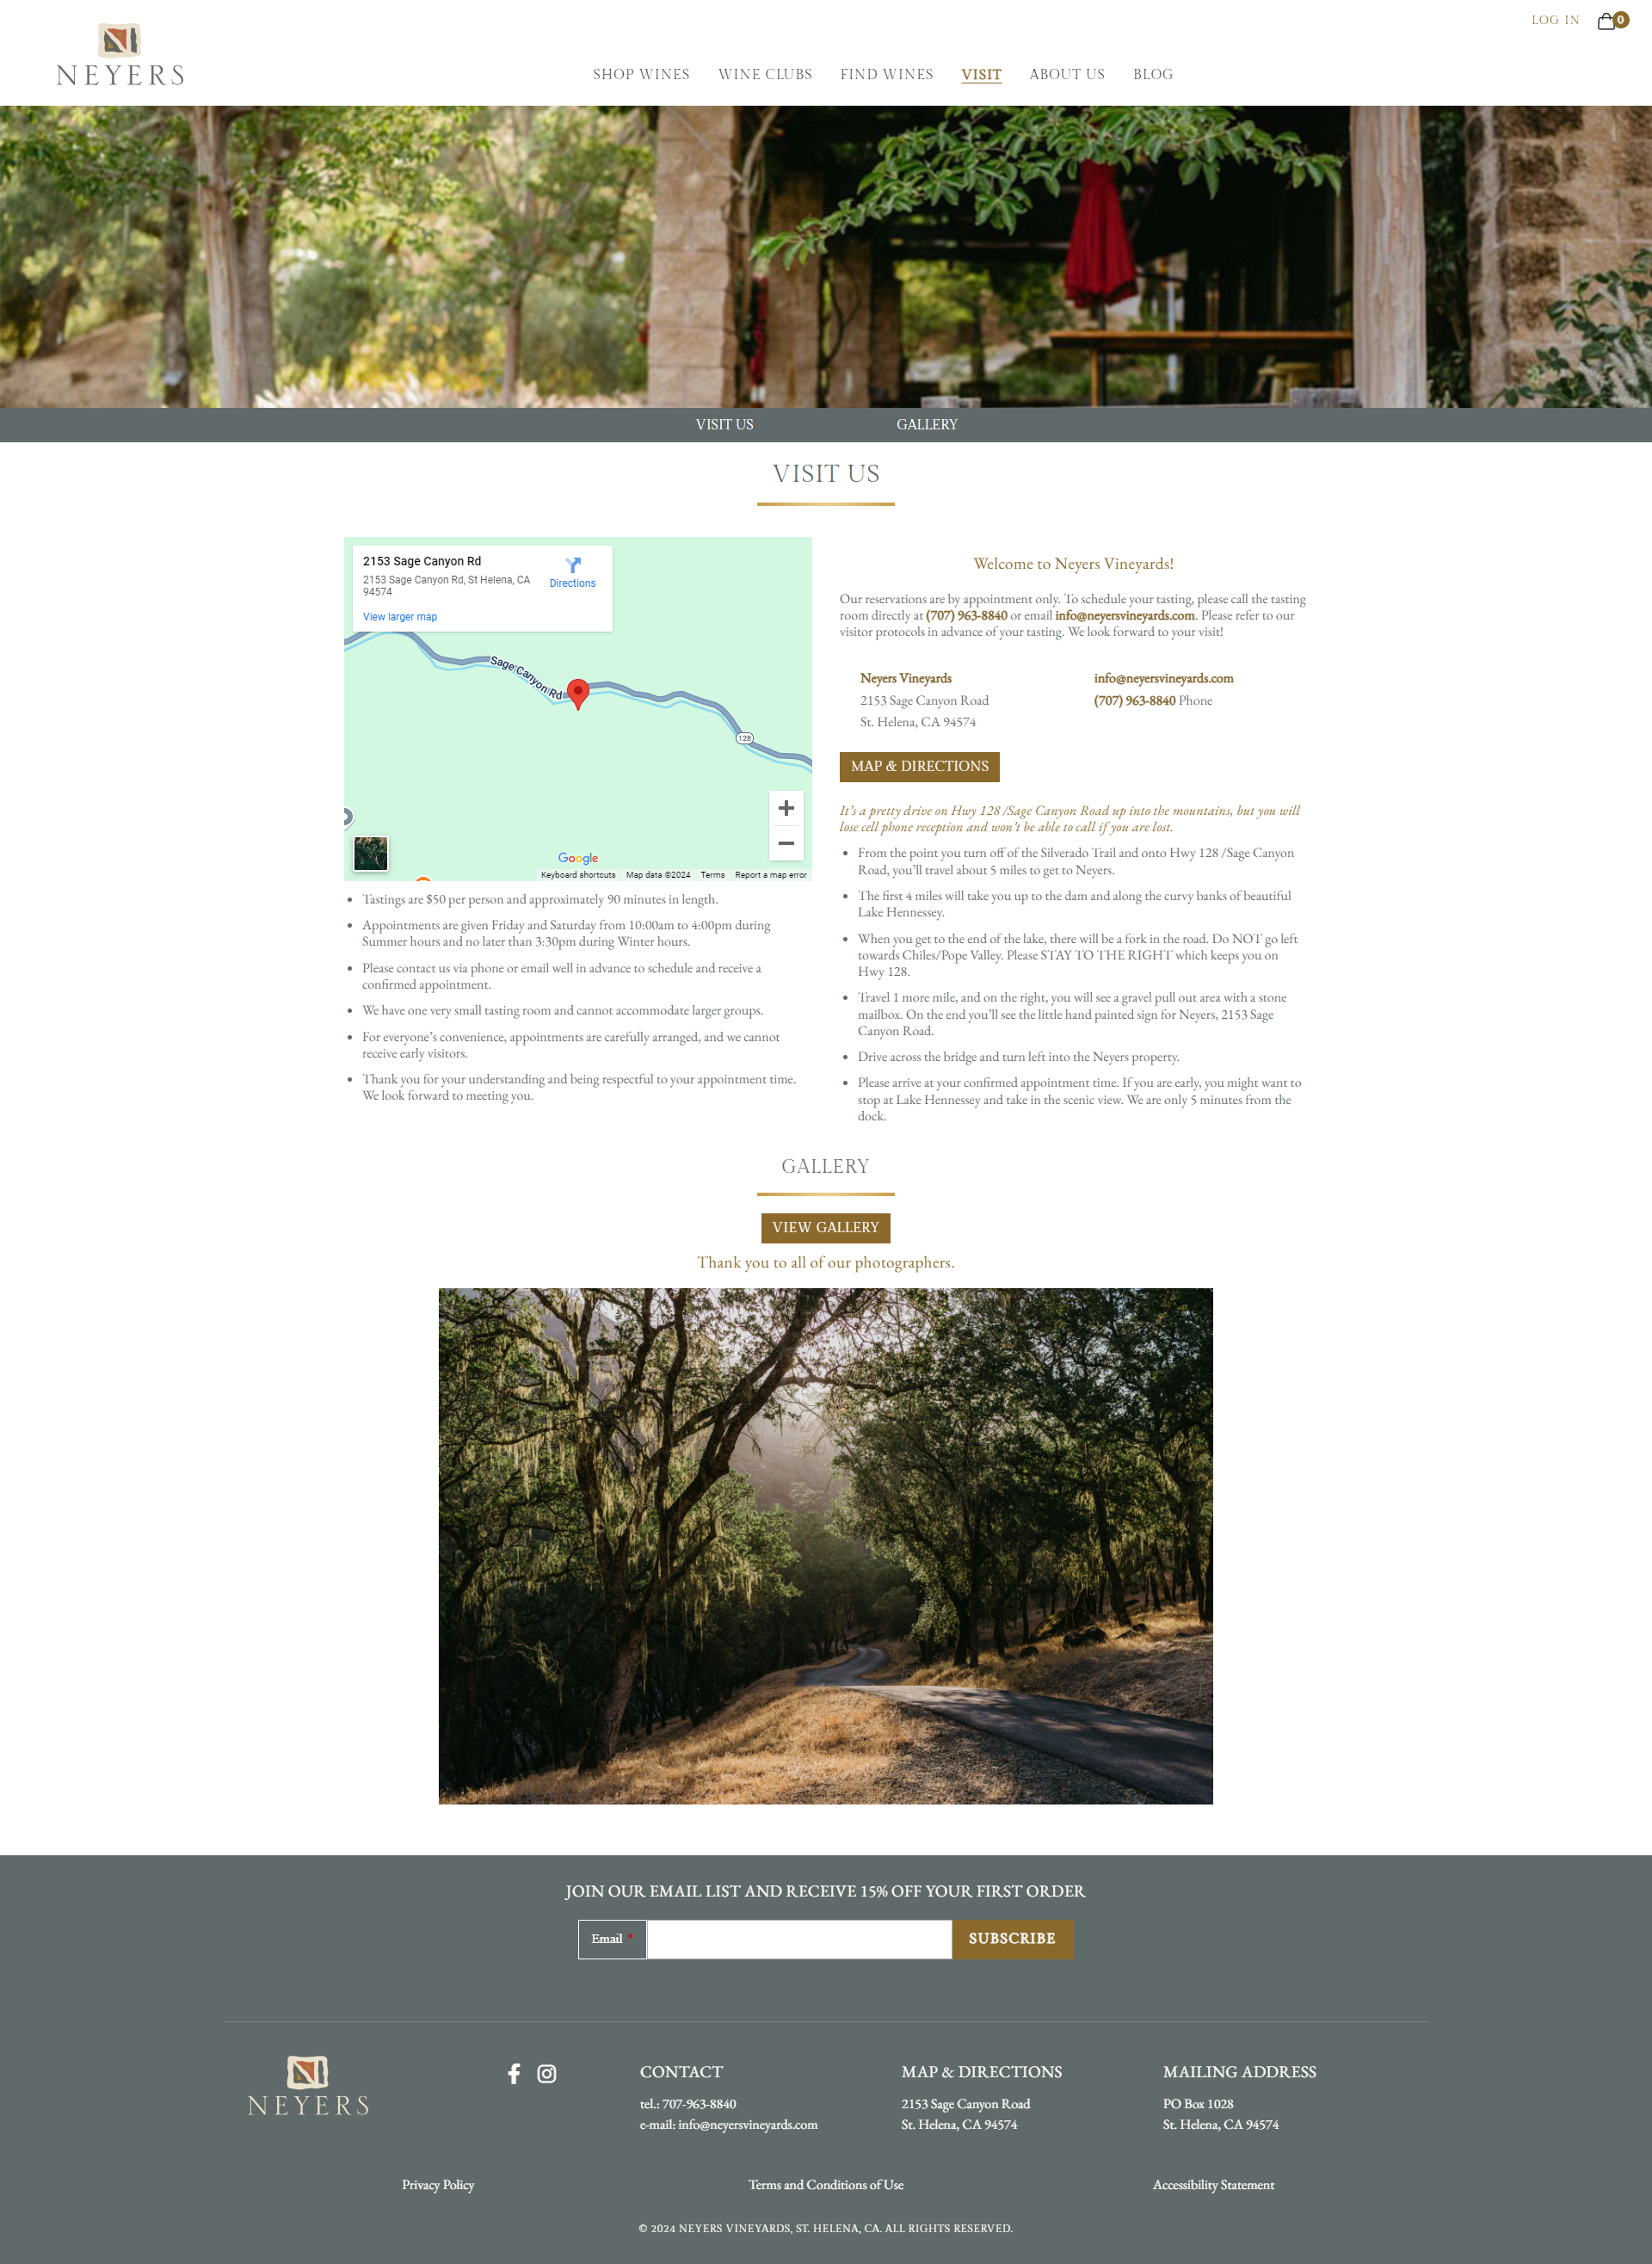 LOG IN
0
NEYERS
SHOP WINES
WINE CLUBS
FIND WINES
VISIT
ABOUT US
BLOG
VISIT US
GALLERY
VISIT US
2153 Sage Canyon Rd
2153 Sage Canyon Rd, St Helena, CA
94574
Directions
View larger map
Sage Canyon Rd
128
Google
Keyboard shortcuts
Map data ©2024
Terms
Report a map error
Tastings are $50 per person and approximately 90 minutes in length.
Appointments are given Friday and Saturday from 10:00am to 4:00pm during
Summer hours and no later than 3:30pm during Winter hours.
Please contact us via phone or email well in advance to schedule and receive a
confirmed appointment.
We have one very small tasting room and cannot accommodate larger groups.
For everyone’s convenience, appointments are carefully arranged, and we cannot
receive early visitors.
Thank you for your understanding and being respectful to your appointment time.
We look forward to meeting you.
Welcome to Neyers Vineyards!
Our reservations are by appointment only. To schedule your tasting, please call the tasting
room directly at (707) 963-8840 or email info@neyersvineyards.com. Please refer to our
visitor protocols in advance of your tasting. We look forward to your visit!
Neyers Vineyards
2153 Sage Canyon Road
St. Helena, CA 94574
info@neyersvineyards.com
(707) 963-8840 Phone
MAP & DIRECTIONS
It’s a pretty drive on Hwy 128 /Sage Canyon Road up into the mountains, but you will
lose cell phone reception and won’t be able to call if you are lost.
From the point you turn off of the Silverado Trail and onto Hwy 128 /Sage Canyon
Road, you’ll travel about 5 miles to get to Neyers.
The first 4 miles will take you up to the dam and along the curvy banks of beautiful
Lake Hennessey.
When you get to the end of the lake, there will be a fork in the road. Do NOT go left
towards Chiles/Pope Valley. Please STAY TO THE RIGHT which keeps you on
Hwy 128.
Travel 1 more mile, and on the right, you will see a gravel pull out area with a stone
mailbox. On the end you’ll see the little hand painted sign for Neyers, 2153 Sage
Canyon Road.
Drive across the bridge and turn left into the Neyers property.
Please arrive at your confirmed appointment time. If you are early, you might want to
stop at Lake Hennessey and take in the scenic view. We are only 5 minutes from the
dock.
GALLERY
VIEW GALLERY
Thank you to all of our photographers.
JOIN OUR EMAIL LIST AND RECEIVE 15% OFF YOUR FIRST ORDER
Email *
SUBSCRIBE
NEYERS
CONTACT
tel.: 707-963-8840
e-mail: info@neyersvineyards.com
MAP & DIRECTIONS
2153 Sage Canyon Road
St. Helena, CA 94574
MAILING ADDRESS
PO Box 1028
St. Helena, CA 94574
Privacy Policy
Terms and Conditions of Use
Accessibility Statement
© 2024 NEYERS VINEYARDS, ST. HELENA, CA. ALL RIGHTS RESERVED.